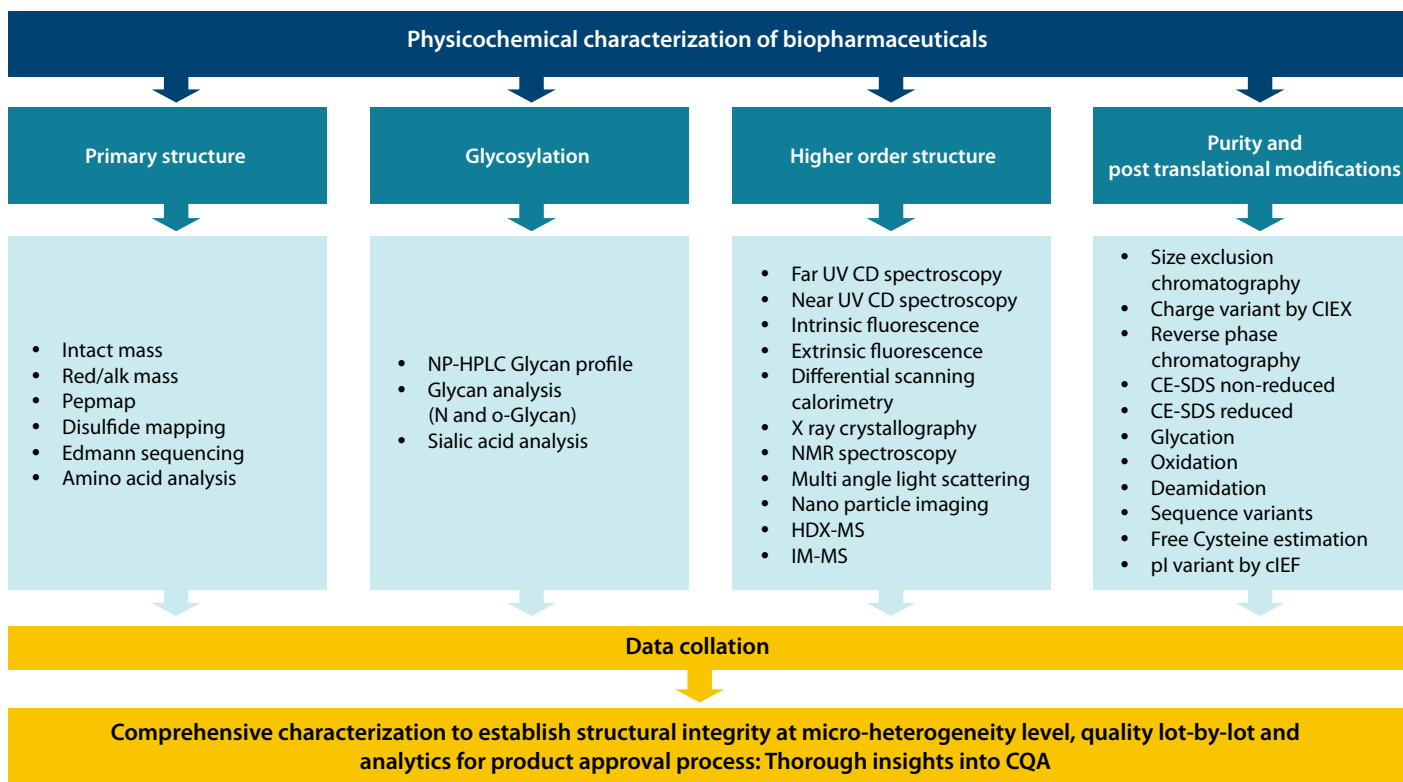 Physicochemical characterization of biopharmaceuticals
Primary structure
• Intact mass
• Red/alk mass
• Pepmap
• Disulfide mapping
• Edmann sequencing
• Amino acid analysis
Glycosylation
• NP-HPLC Glycan profile
• Glycan analysis
(N and o-Glycan)
• Sialic acid analysis
Higher order structure
• Far UV CD spectroscopy
• Near UV CD spectroscopy
• Intrinsic fluorescence
• Extrinsic fluorescence
• Differential scanning
calorimetry
• X ray crystallography
• NMR spectroscopy
• Multi angle light scattering
• Nano particle imaging
• HDX-MS
• IM-MS
Purity and
post translational modifications
• Size exclusion
chromatography
• Charge variant by CIEX
• Reverse phase
chromatography
• CE-SDS non-reduced
• CE-SDS reduced
• Glycation
• Oxidation
• Deamidation
• Sequence variants
• Free Cysteine estimation
• pI variant by cIEF
Data collation
Comprehensive characterization to establish structural integrity at micro-heterogeneity level, quality lot-by-lot and
analytics for product approval process: Thorough insights into CQA